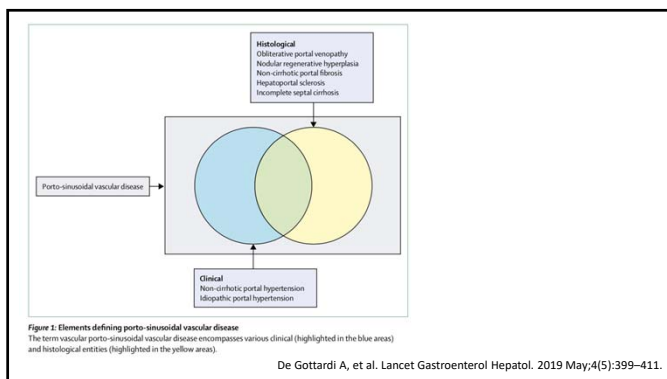 Histological
Obliterative portal venopathy
Nodular regenerative hyperplasia
Non-cirrhotic portal fibrosis
Hepatoportal sclerosis
Incomplete septal cirrhosis
Porto-sinusoidal vascular disease
Clinical
Non-cirrhotic portal hypertension
Idiopathic portal hypertension
Figure 1: Elements defining porto-sinusoidal vascular disease
The term vascular porto-sinusoidal vascular disease encompasses various clinical (highlighted in the blue areas)
and histological entities (highlighted in the yellow areas).
De Gottardi A, et al. Lancet Gastroenterol Hepatol. 2019 May;4(5):399–411.